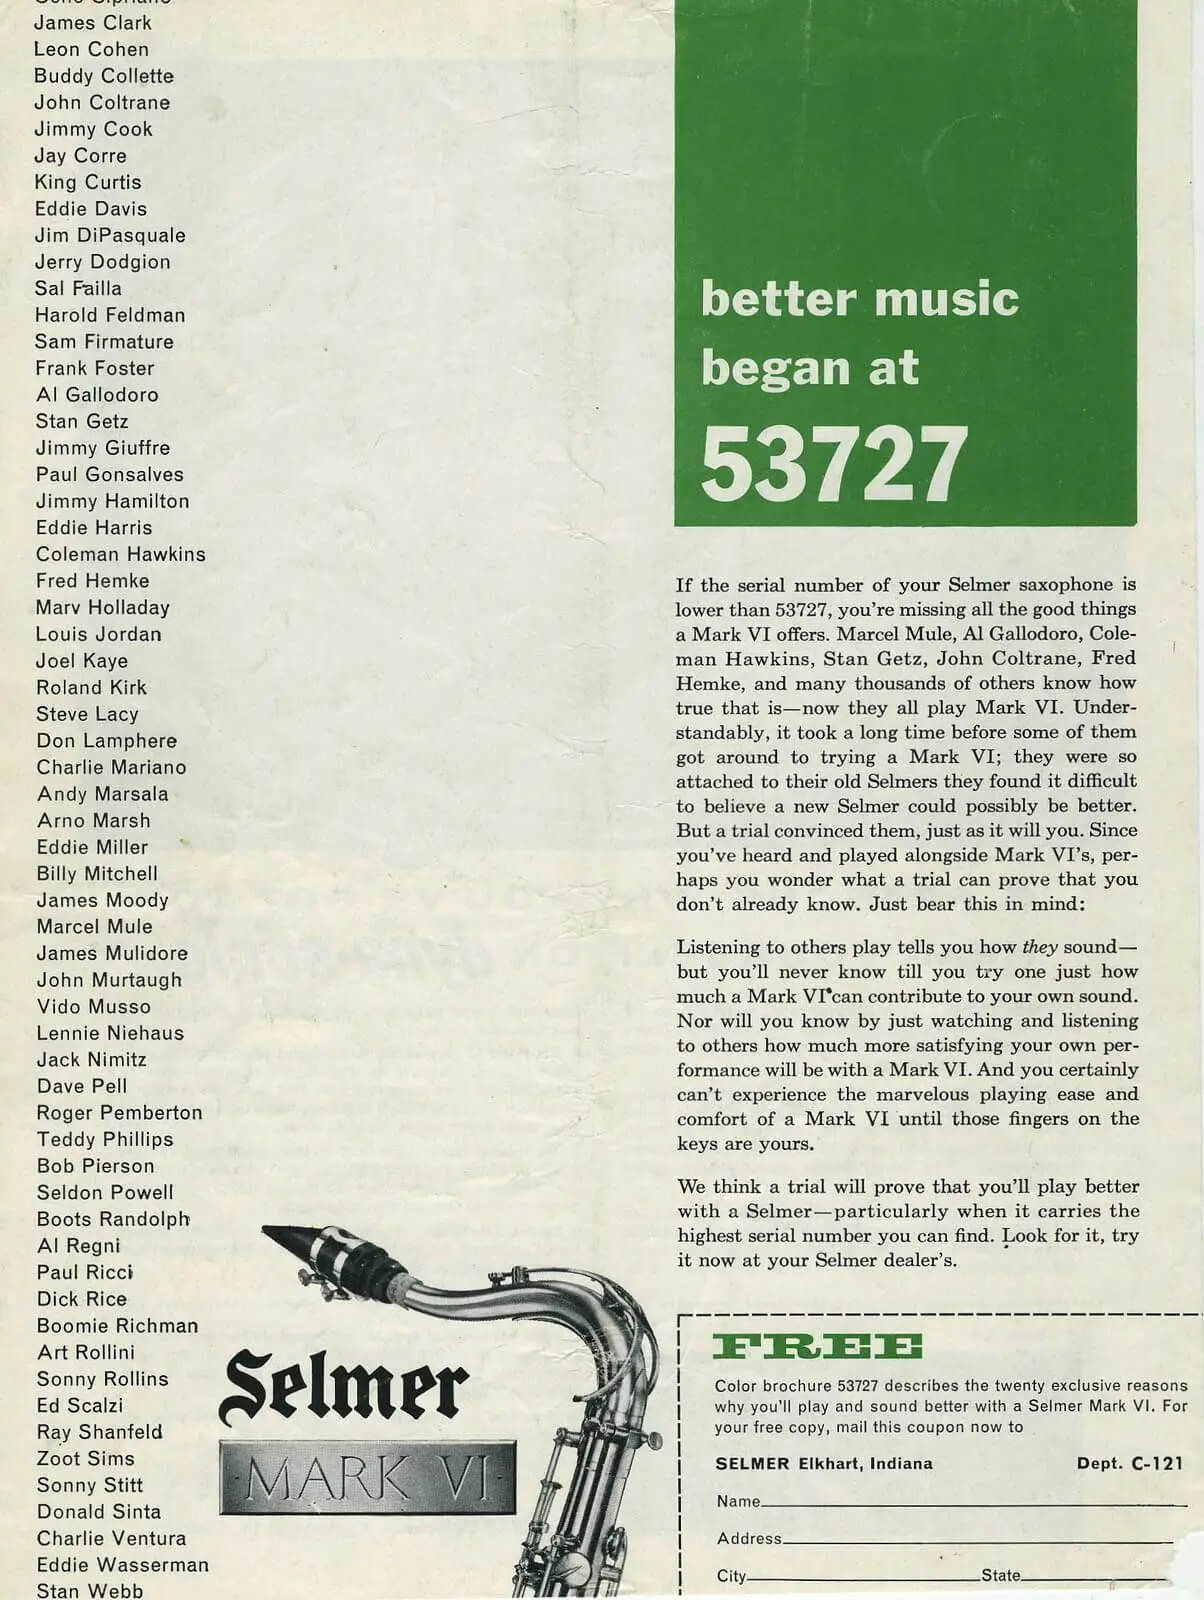 James Clark
Leon Cohen
Buddy Collette
John Coltrane
Jimmy Cook
Jay Corre
King Curtis
Eddie Davis
Jim DiPasquale
Jerry Dodgion
Sal Failla
Harold Feldman
Sam Firmature
Frank Foster
Al Gallodoro
Stan Getz
Jimmy Giuffre
Paul Gonsalves
Jimmy Hamilton
Eddie Harris
Coleman Hawkins
Fred Hemke
Marv Holladay
Louis Jordan
Joel Kaye
Roland Kirk
Steve Lacy
Don Lamphere
Charlie Mariano
Andy Marsala
Arno Marsh
Eddie Miller
Billy Mitchell
James Moody
Marcel Mule
James Mulidore
John Murtaugh
Vido Musso
Lennie Niehaus
Jack Nimitz
Dave Pell
Roger Pemberton
Teddy Phillips
Bob Pierson
Seldon Powell
Boots Randolph
Al Regni
Paul Ricci
Dick Rice
Boomie Richman
Art Rollini
Sonny Rollins
Ed Scalzi
Ray Shanfeld
Zoot Sims
Sonny Stitt
Donald Sinta
Charlie Ventura
Eddie Wasserman
Stan Webb
Selmer
MARK VI
better music
began at
53727
If the serial number of your Selmer saxophone is
lower than 53727, you're missing all the good things
a Mark VI offers. Marcel Mule, Al Gallodoro, Cole-
man Hawkins, Stan Getz, John Coltrane, Fred
Hemke, and many thousands of others know how
true that is—now they all play Mark VI. Under-
standably, it took a long time before some of them
got around to trying a Mark VI; they were so
attached to their old Selmers they found it difficult
to believe a new Selmer could possibly be better.
But a trial convinced them, just as it will you. Since
you've heard and played alongside Mark VI's, per-
haps you wonder what a trial can prove that you
don't already know. Just bear this in mind:
Listening to others play tells you how they sound—
but you'll never know till you try one just how
much a Mark VI can contribute to your own sound.
Nor will you know by just watching and listening
to others how much more satisfying your own per-
formance will be with a Mark VI. And you certainly
can't experience the marvelous playing ease and
comfort of a Mark VI until those fingers on the
keys are yours.
We think a trial will prove that you'll play better
with a Selmer—particularly when it carries the
highest serial number you can find. Look for it, try
it now at your Selmer dealer's.
FREE
Color brochure 53727 describes the twenty exclusive reasons
why you'll play and sound better with a Selmer Mark VI. For
your free copy, mail this coupon now to
SELMER Elkhart, Indiana Dept. C-121
Name
Address
City State